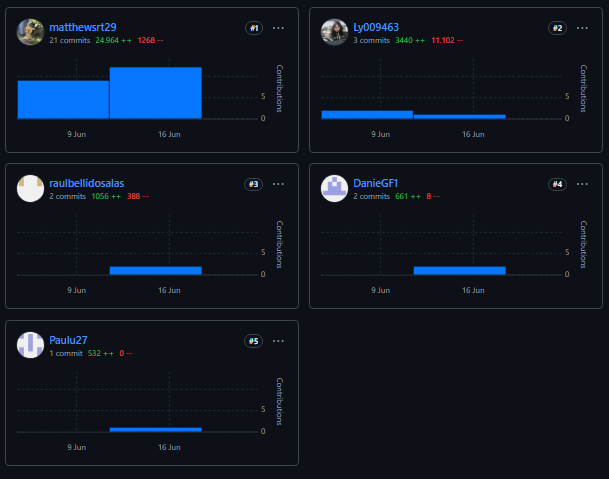 matthewsrt29 #1 ...
21 commits 24.964 ++ 1268 --
Contributions
5
0
9 Jun 16 Jun
Ly009463 #2 ...
3 commits 3440 ++ 11.102 --
Contributions
5
0
9 Jun 16 Jun
raulbellidosalas #3 ...
2 commits 1056 ++ 388 --
Contributions
5
0
9 Jun 16 Jun
DanieGF1 #4 ...
2 commits 661 ++ 8 --
Contributions
5
0
9 Jun 16 Jun
Paulu27 #5 ...
1 commit 532 ++ 0 --
Contributions
5
0
9 Jun 16 Jun